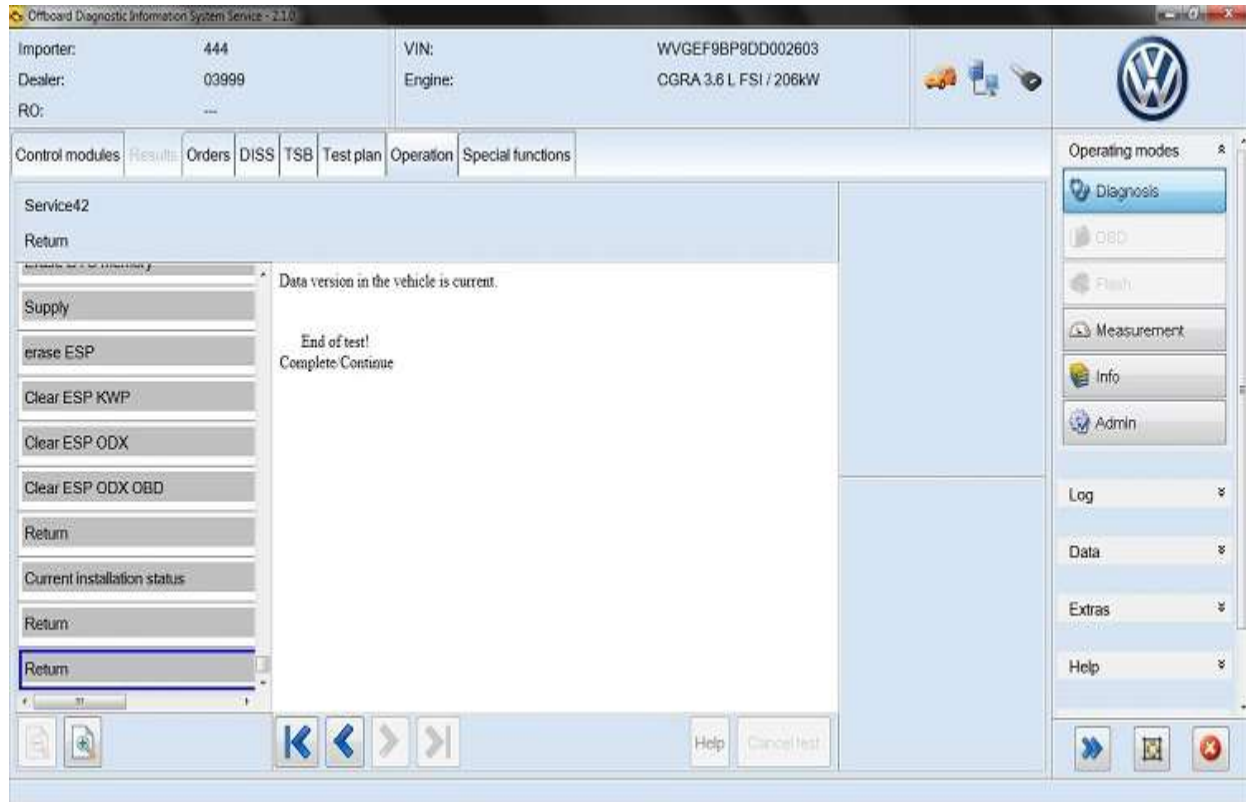 Offboard Diagnostic Information System Service - 2.1.0
Importer: 444 VIN: WVGEF9BP9DD002603
Dealer: 03999 Engine: CGRA 3.6 L FSI / 206kW
RO: ---
Control modules Results Orders DISS TSB Test plan Operation Special functions
Service42
Return
Erase DTC memory
Supply
erase ESP
Clear ESP KWP
Clear ESP ODX
Clear ESP ODX OBD
Return
Current installation status
Return
Return
Data version in the vehicle is current.
End of test!
Complete/Continue
Help Cancel test
Operating modes
Diagnosis
OBD
Flash
Measurement
Info
Admin
Log
Data
Extras
Help